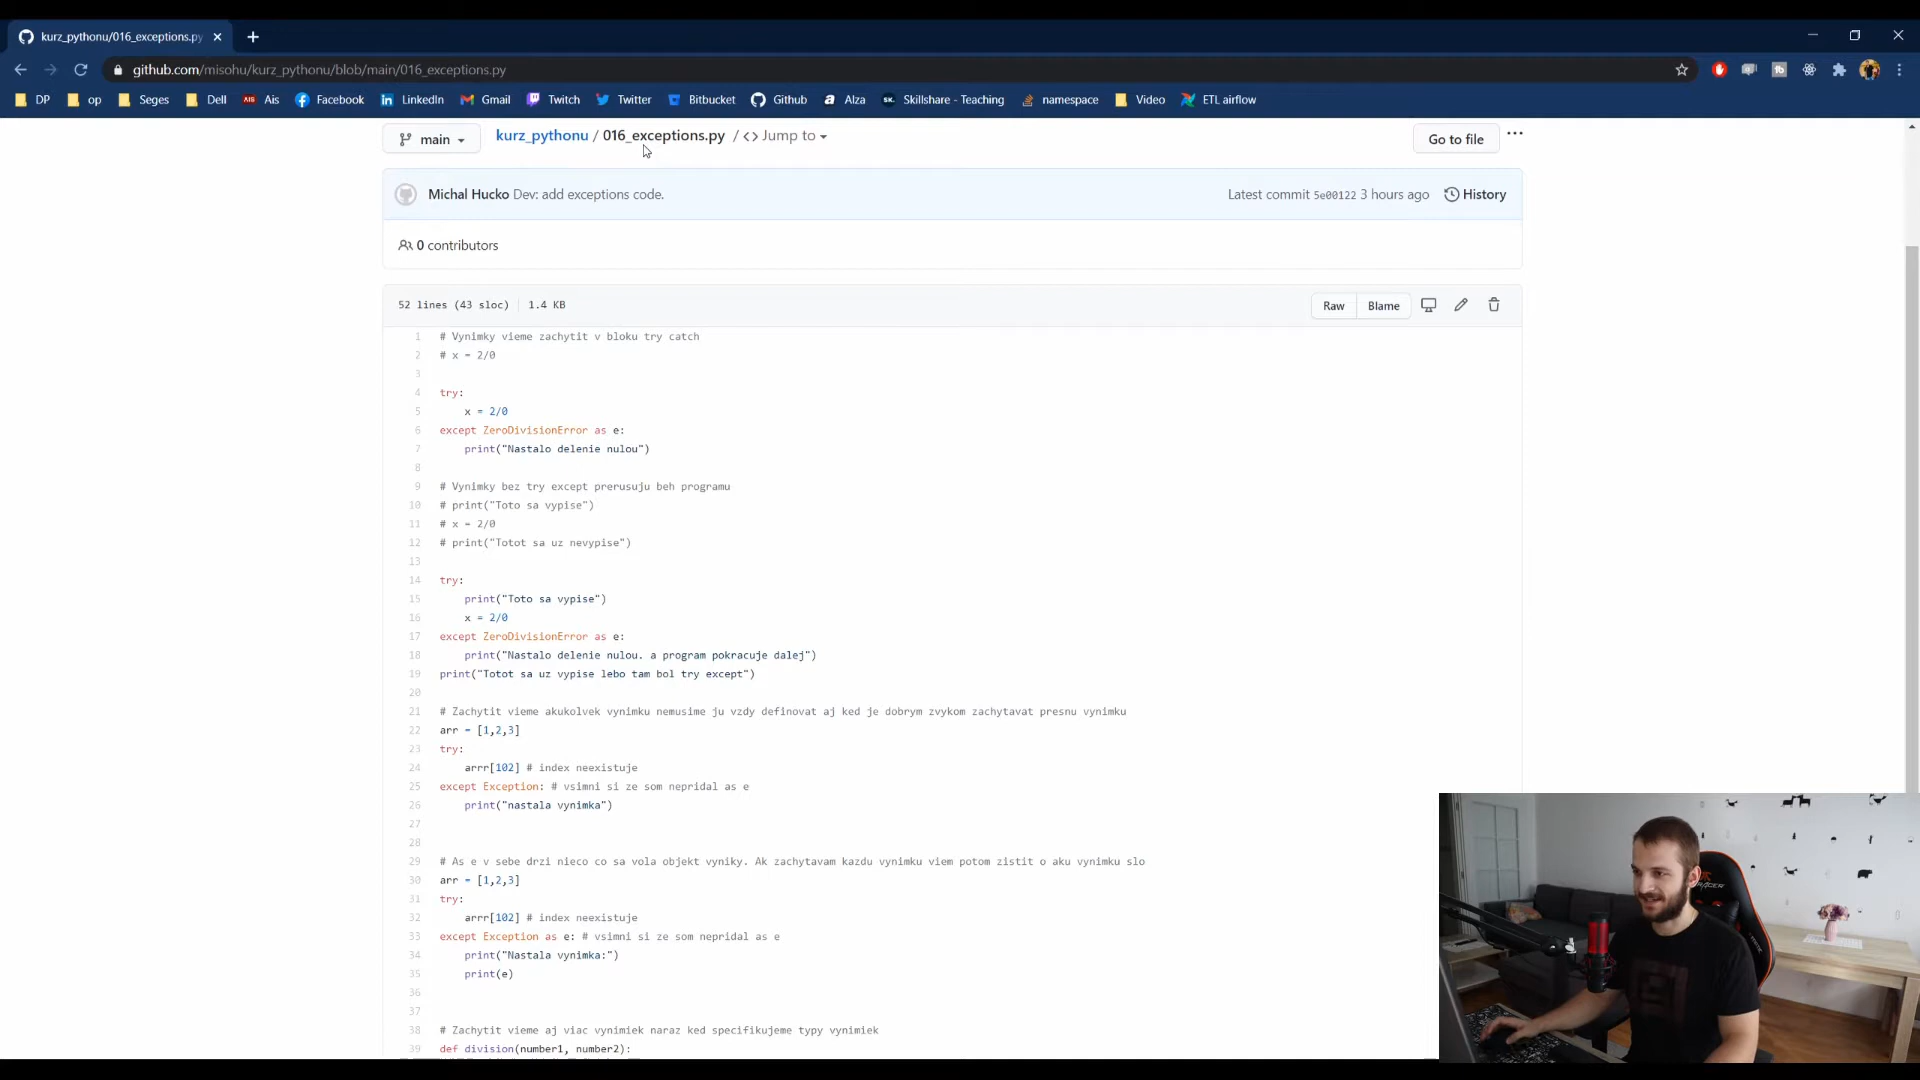 kurz_pythonu/016_exceptions.py
github.com/misohu/kurz_pythonu/blob/main/016_exceptions.py
DP op Seges Dell AIS Ais Facebook LinkedIn Gmail Twitch Twitter Bitbucket Github a Alza SK. Skillshare - Teaching namespace Video ETL airflow
main kurz_pythonu / 016_exceptions.py / <> Jump to Go to file ...
Michal Hucko Dev: add exceptions code. Latest commit 5e00122 3 hours ago History
0 contributors
52 lines (43 sloc) 1.4 KB Raw Blame
1 # Vynimky vieme zachytit v bloku try catch
2 # x = 2/0
3
4 try:
5 x = 2/0
6 except ZeroDivisionError as e:
7 print("Nastalo delenie nulou")
8
9 # Vynimky bez try except prerusuju beh programu
10 # print("Toto sa vypise")
11 # x = 2/0
12 # print("Totot sa uz nevypise")
13
14 try:
15 print("Toto sa vypise")
16 x = 2/0
17 except ZeroDivisionError as e:
18 print("Nastalo delenie nulou. a program pokracuje dalej")
19 print("Totot sa uz vypise lebo tam bol try except")
20
21 # Zachytit vieme akukolvek vynimku nemusime ju vzdy definovat aj ked je dobrym zvykom zachytavat presnu vynimku
22 arr = [1,2,3]
23 try:
24 arrr[102] # index neexistuje
25 except Exception: # vsimni si ze som nepridal as e
26 print("nastala vynimka")
27
28
29 # As e v sebe drzi nieco co sa vola objekt vyniky. Ak zachytavam kazdu vynimku viem potom zistit o aku vynimku slo
30 arr = [1,2,3]
31 try:
32 arrr[102] # index neexistuje
33 except Exception as e: # vsimni si ze som nepridal as e
34 print("Nastala vynimka:")
35 print(e)
36
37
38 # Zachytit vieme aj viac vynimiek naraz ked specifikujeme typy vynimiek
39 def division(number1, number2):